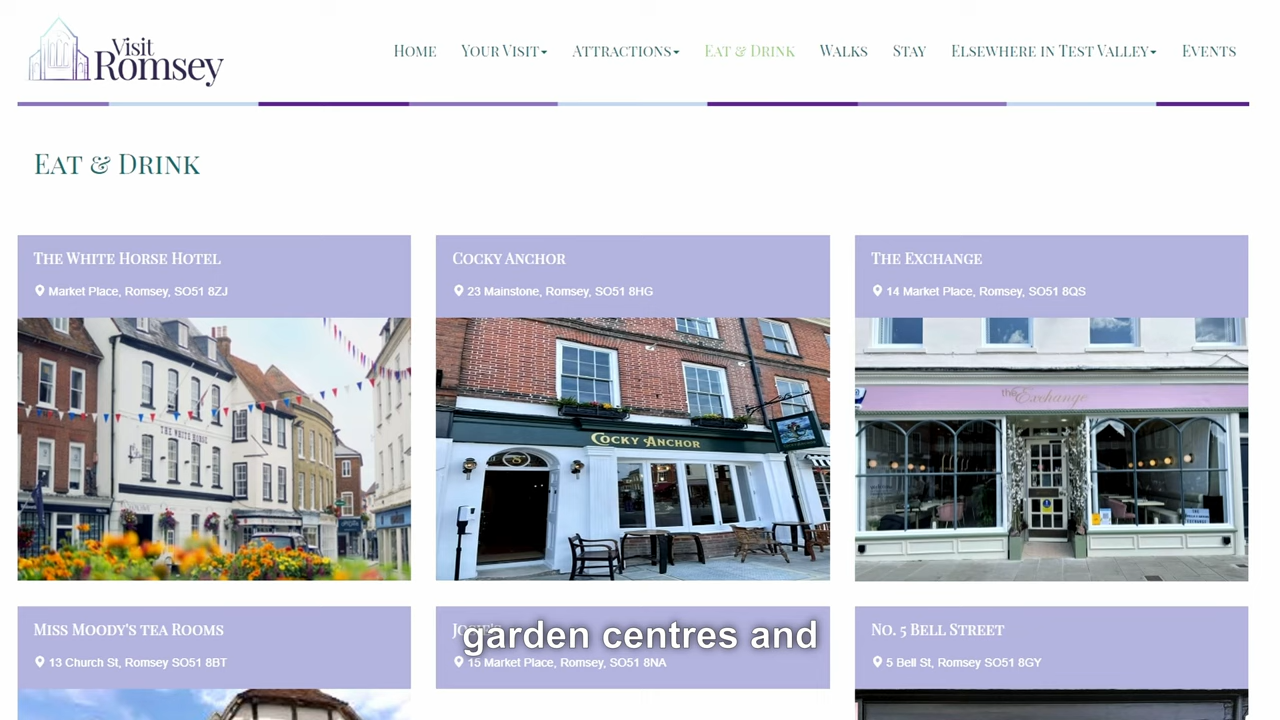 Visit
Romsey
Home Your Visit Attractions Eat & Drink Walks Stay Elsewhere in Test Valley Events
Eat & Drink
The White Horse Hotel
Market Place, Romsey, SO51 8ZJ
Cocky Anchor
23 Mainstone, Romsey, SO51 8HG
The Exchange
14 Market Place, Romsey, SO51 8QS
THE WHITE HORSE
COCKY ANCHOR
the Exchange
Miss Moody's tea Rooms
13 Church St, Romsey SO51 8BT
Josie's
15 Market Place, Romsey, SO51 8NA
garden centres and
No. 5 Bell Street
5 Bell St, Romsey SO51 8GY